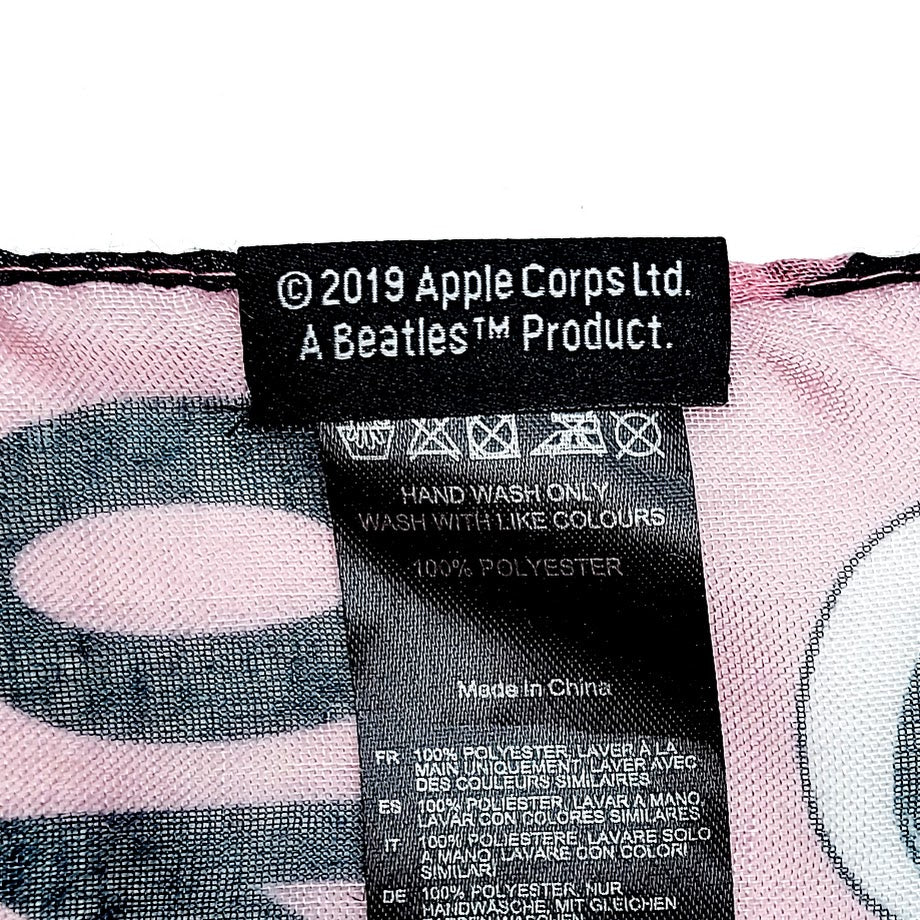 © 2019 Apple Corps Ltd.
A Beatles™ Product.
HAND WASH ONLY
WASH WITH LIKE COLOURS
100% POLYESTER
Made in China
FR 100% POLYESTER, LAVER À LA
MAIN UNIQUEMENT LAVER AVEC
DES COULEURS SIMILAIRES
ES 100% POLIESTER, LAVAR A MANO,
LAVAR CON COLORES SIMILARES
IT 100% POLIESTERE, LAVARE SOLO
A MANO, LAVARE CON COLORI
SIMILARI
DE 100% POLYESTER, NUR
HANDWÄSCHE, MIT GLEICHEN